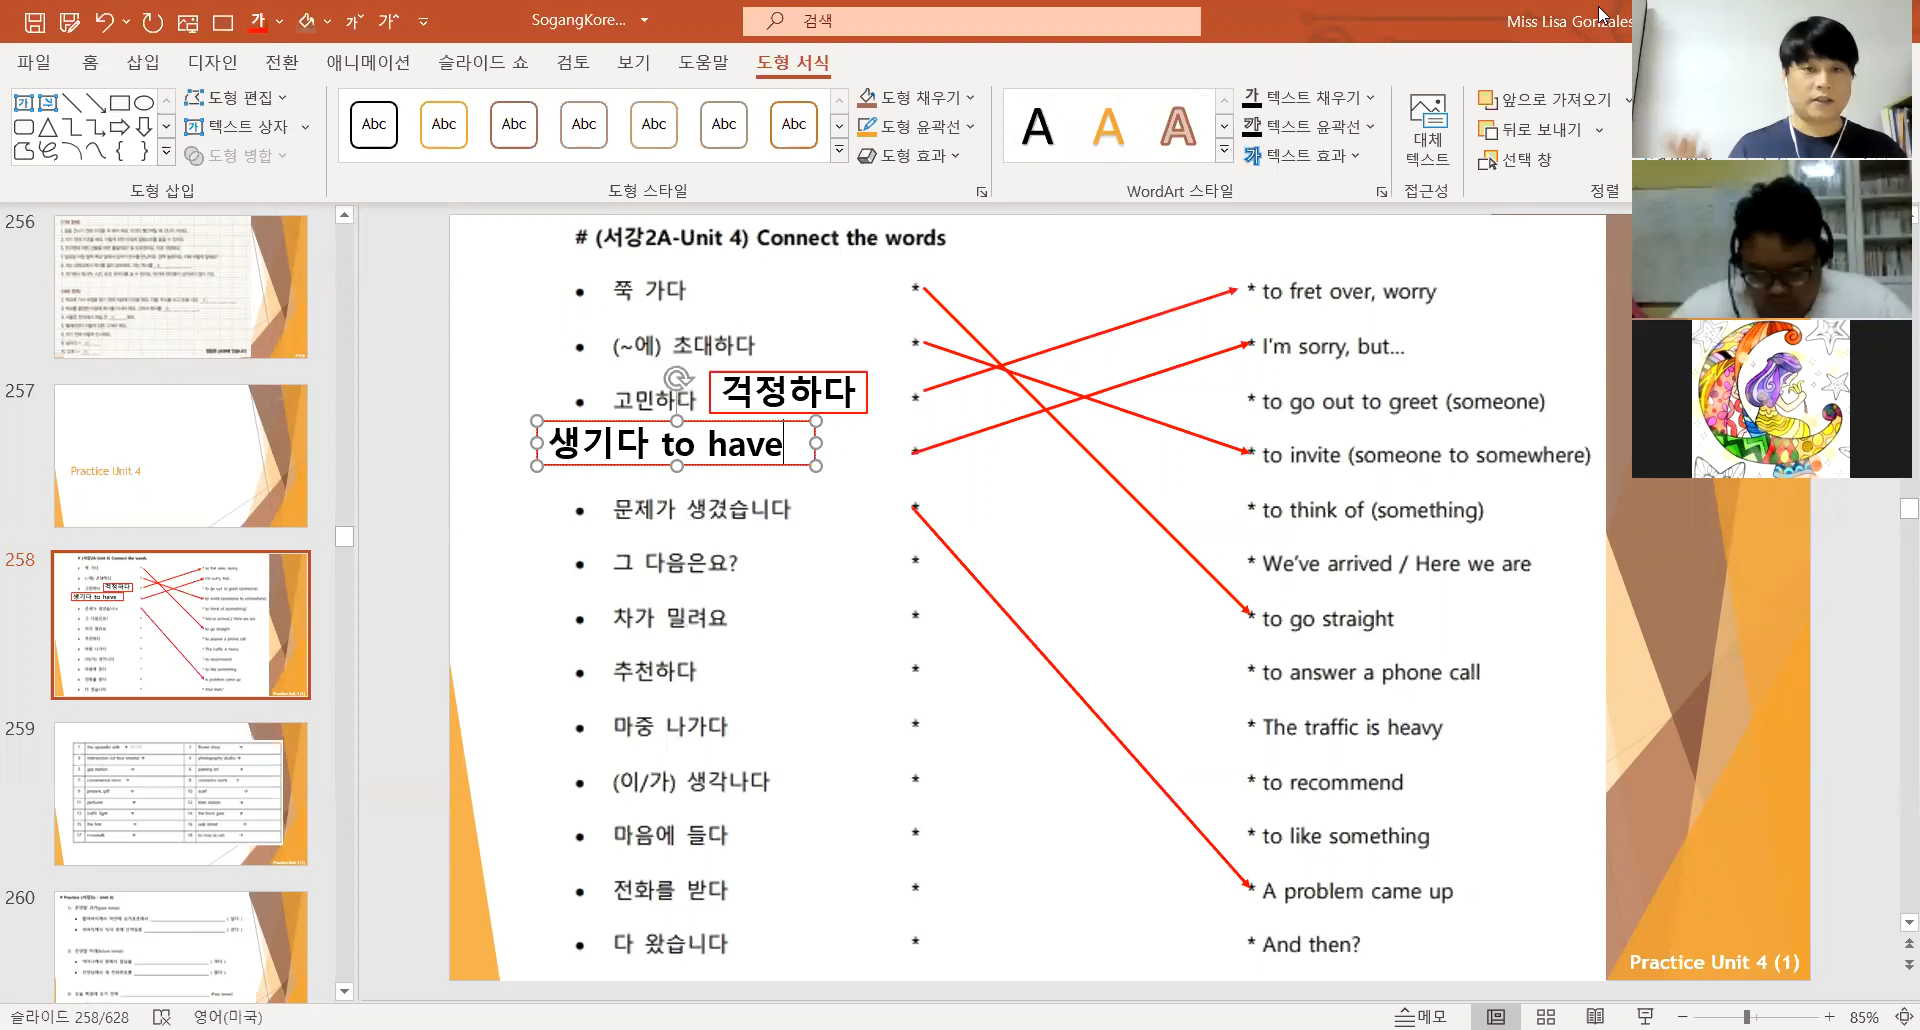 SogangKore...
검색
Miss Lisa Gonzales
파일 홈 삽입 디자인 전환 애니메이션 슬라이드 쇼 검토 보기 도움말 도형 서식
도형 편집
텍스트 상자
도형 병합
도형 삽입
Abc Abc Abc Abc Abc Abc Abc
도형 채우기
도형 윤곽선
도형 효과
도형 스타일
A A A
텍스트 채우기
텍스트 윤곽선
텍스트 효과
WordArt 스타일
대체
텍스트
접근성
앞으로 가져오기
뒤로 보내기
선택 창
정렬
256
257
Practice Unit 4
258
259
260
# (서강2A-Unit 4) Connect the words
• 쭉 가다 * * to fret over, worry
• (~에) 초대하다 * * I'm sorry, but...
• 고민하다 걱정하다 * * to go out to greet (someone)
생기다 to have * * to invite (someone to somewhere)
• 문제가 생겼습니다 * * to think of (something)
• 그 다음은요? * * We've arrived / Here we are
• 차가 밀려요 * * to go straight
• 추천하다 * * to answer a phone call
• 마중 나가다 * * The traffic is heavy
• (이/가) 생각나다 * * to recommend
• 마음에 들다 * * to like something
• 전화를 받다 * * A problem came up
• 다 왔습니다 * * And then?
Practice Unit 4 (1)
슬라이드 258/628
영어(미국)
메모
85%